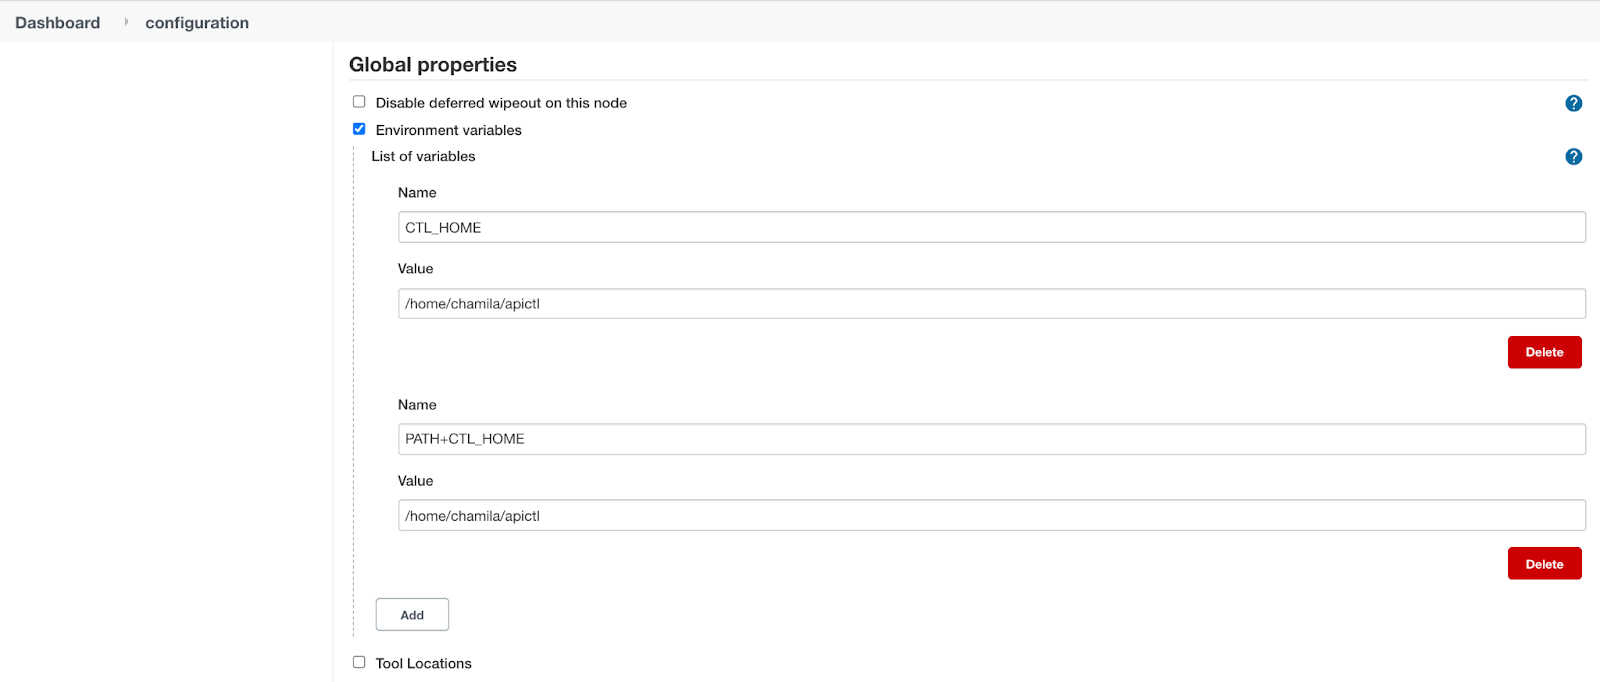 Dashboard configuration
Global properties
Disable deferred wipeout on this node
?
Environment variables
List of variables
?
Name
CTL_HOME
Value
/home/chamila/apictl
Delete
Name
PATH+CTL_HOME
Value
/home/chamila/apictl
Delete
Add
Tool Locations